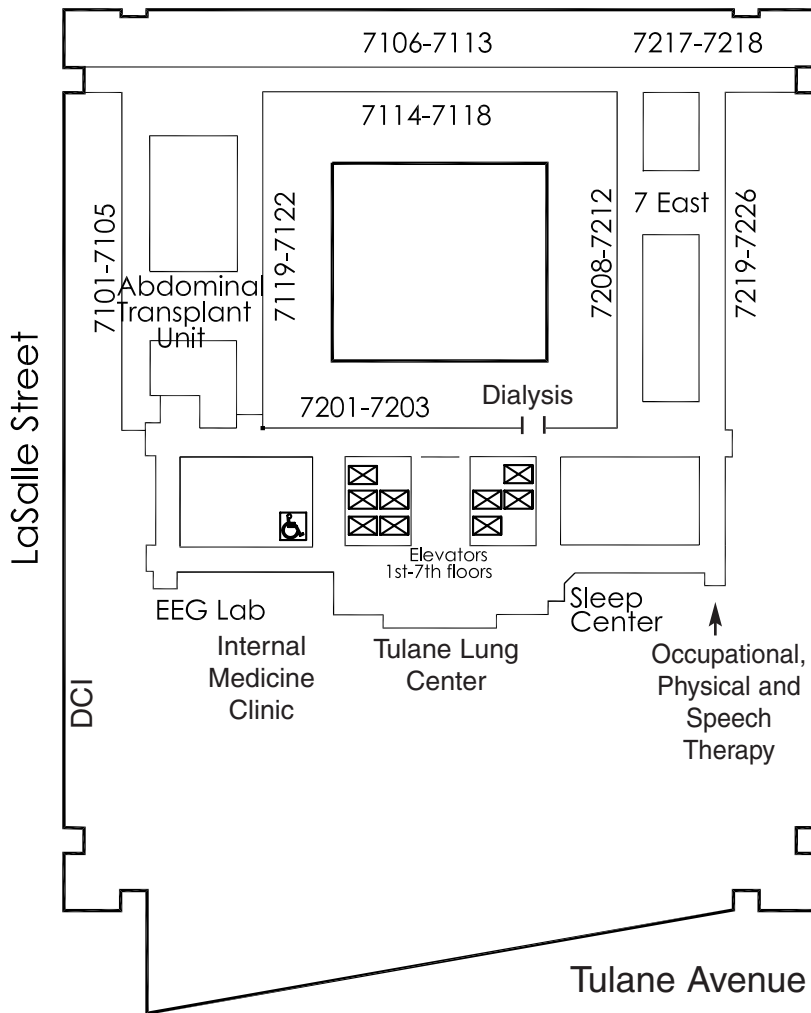 7106-7113
7217-7218
7114-7118
7101-7105
7119-7122
7208-7212
7 East
7219-7226
Abdominal
Transplant
Unit
LaSalle Street
7201-7203
Dialysis
Elevators
1st-7th floors
EEG Lab
Internal
Medicine
Clinic
Tulane Lung
Center
Sleep
Center
Occupational,
Physical and
Speech
Therapy
DCI
Tulane Avenue